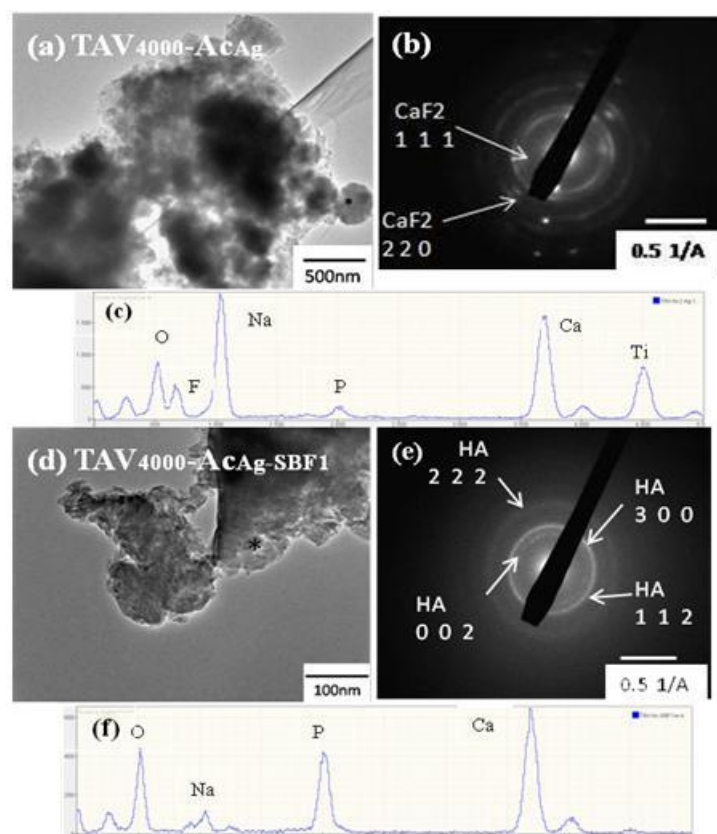 (a) TAV4000-AcAg
500nm
(b)
CaF2
1 1 1
CaF2
2 2 0
0.5 1/A
(c)
O
F
Na
P
Ca
Ti
(d) TAV4000-AcAg-SBF1
*
100nm
(e)
HA
2 2 2
HA
3 0 0
HA
0 0 2
HA
1 1 2
0.5 1/A
(f)
O
Na
P
Ca